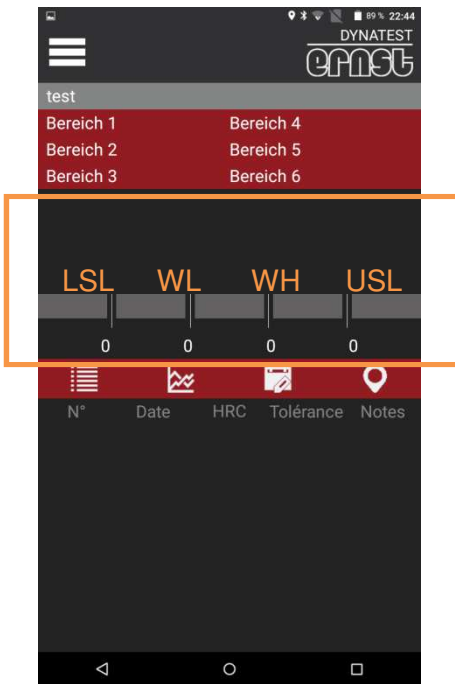 89 % 22:44
DYNATEST
ernst
test
Bereich 1 Bereich 4
Bereich 2 Bereich 5
Bereich 3 Bereich 6
LSL WL WH USL
0 0 0 0
N° Date HRC Tolérance Notes